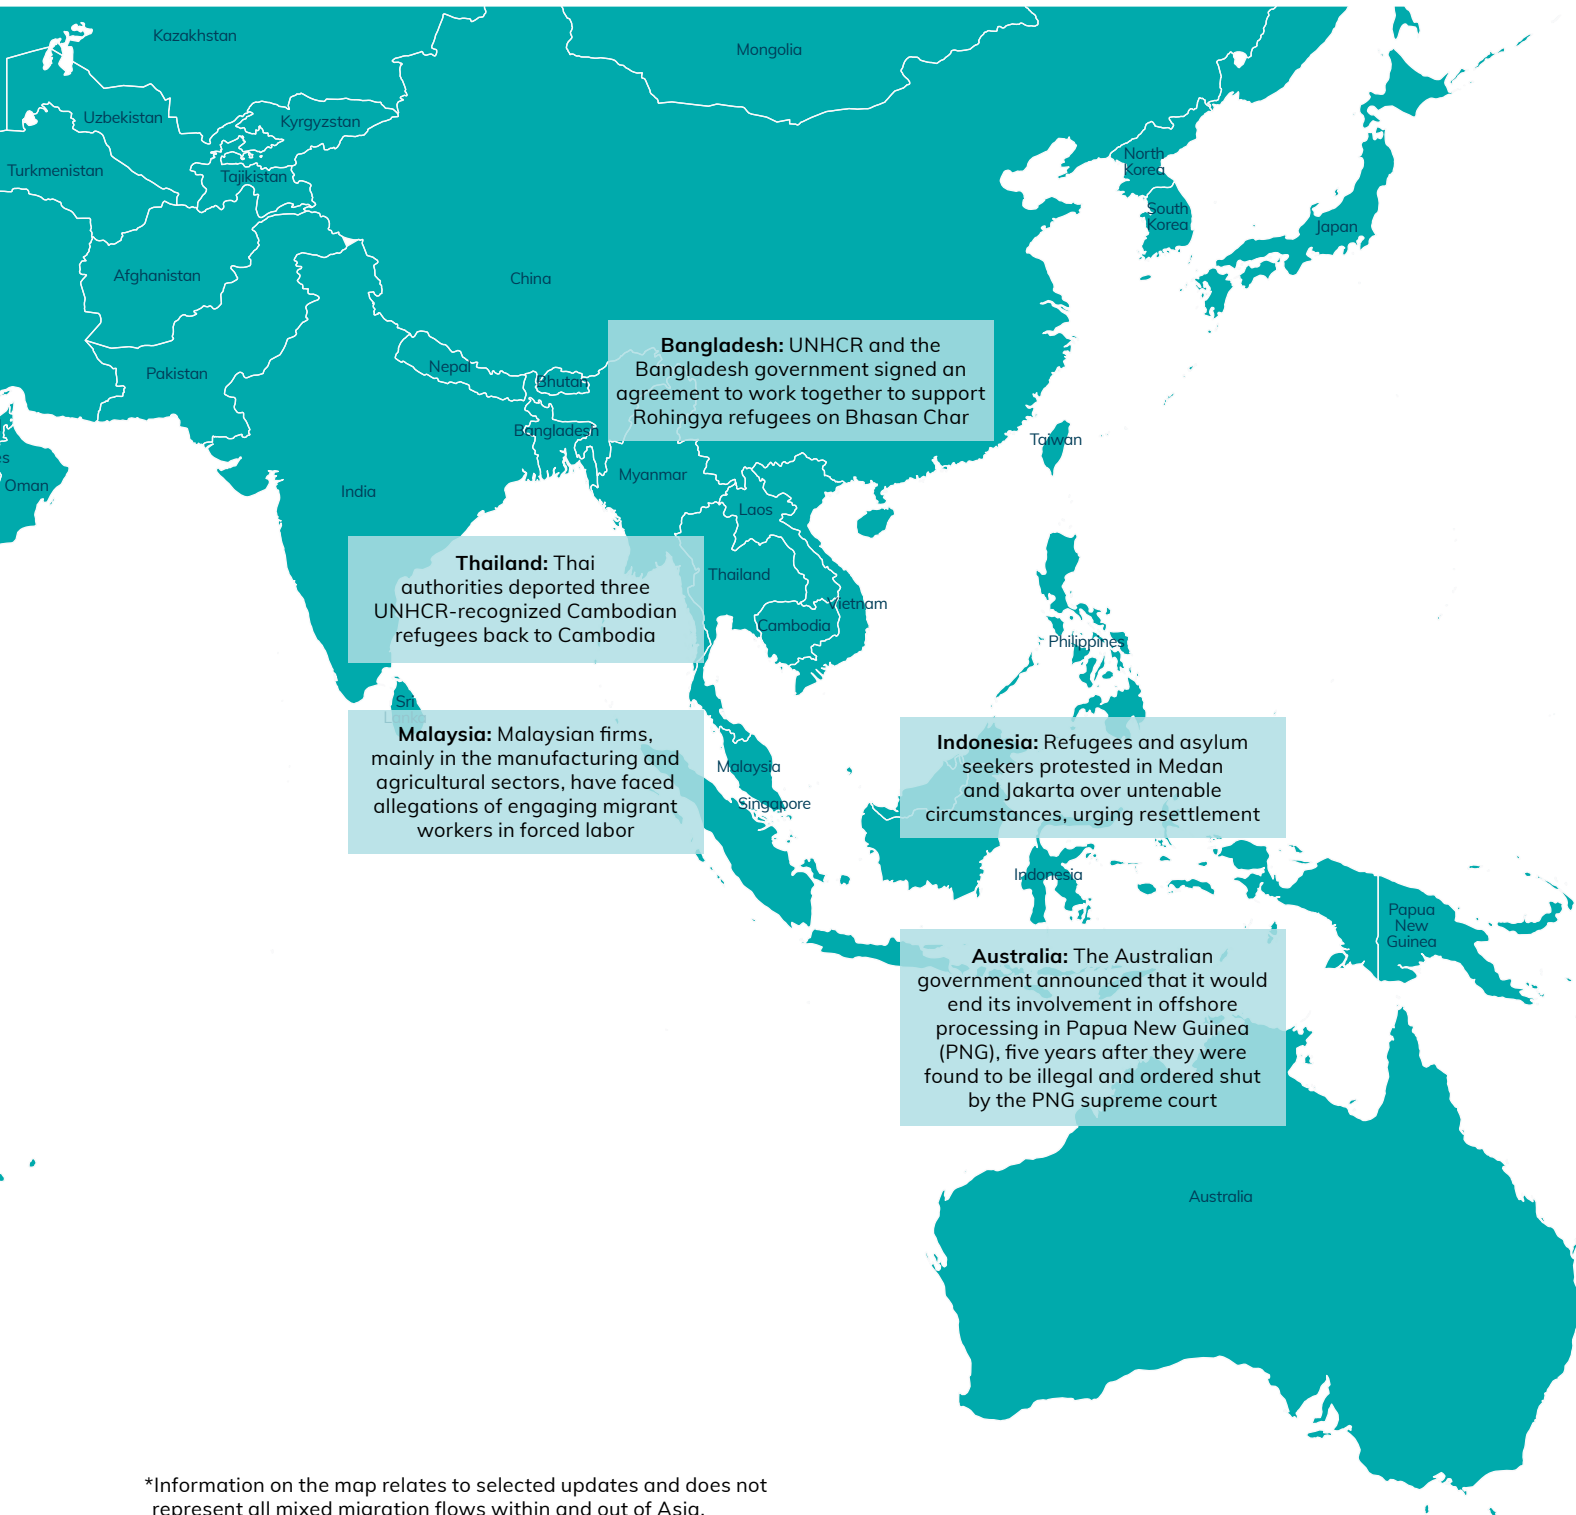 Kazakhstan
Mongolia
Uzbekistan
Kyrgyzstan
Turkmenistan
Tajikistan
North
Korea
South
Korea
Japan
Afghanistan
China
Pakistan
Nepal
Bhutan
Bangladesh: UNHCR and the
Bangladesh government signed an
agreement to work together to support
Rohingya refugees on Bhasan Char
Bangladesh
Taiwan
es
Oman
India
Myanmar
Laos
Thailand: Thai
authorities deported three
UNHCR-recognized Cambodian
refugees back to Cambodia
Thailand
Vietnam
Cambodia
Philippines
Sri
Lanka
Malaysia: Malaysian firms,
mainly in the manufacturing and
agricultural sectors, have faced
allegations of engaging migrant
workers in forced labor
Malaysia
Singapore
Indonesia: Refugees and asylum
seekers protested in Medan
and Jakarta over untenable
circumstances, urging resettlement
Indonesia
Papua
New
Guinea
Australia: The Australian
government announced that it would
end its involvement in offshore
processing in Papua New Guinea
(PNG), five years after they were
found to be illegal and ordered shut
by the PNG supreme court
Australia
*Information on the map relates to selected updates and does not
represent all mixed migration flows within and out of Asia.